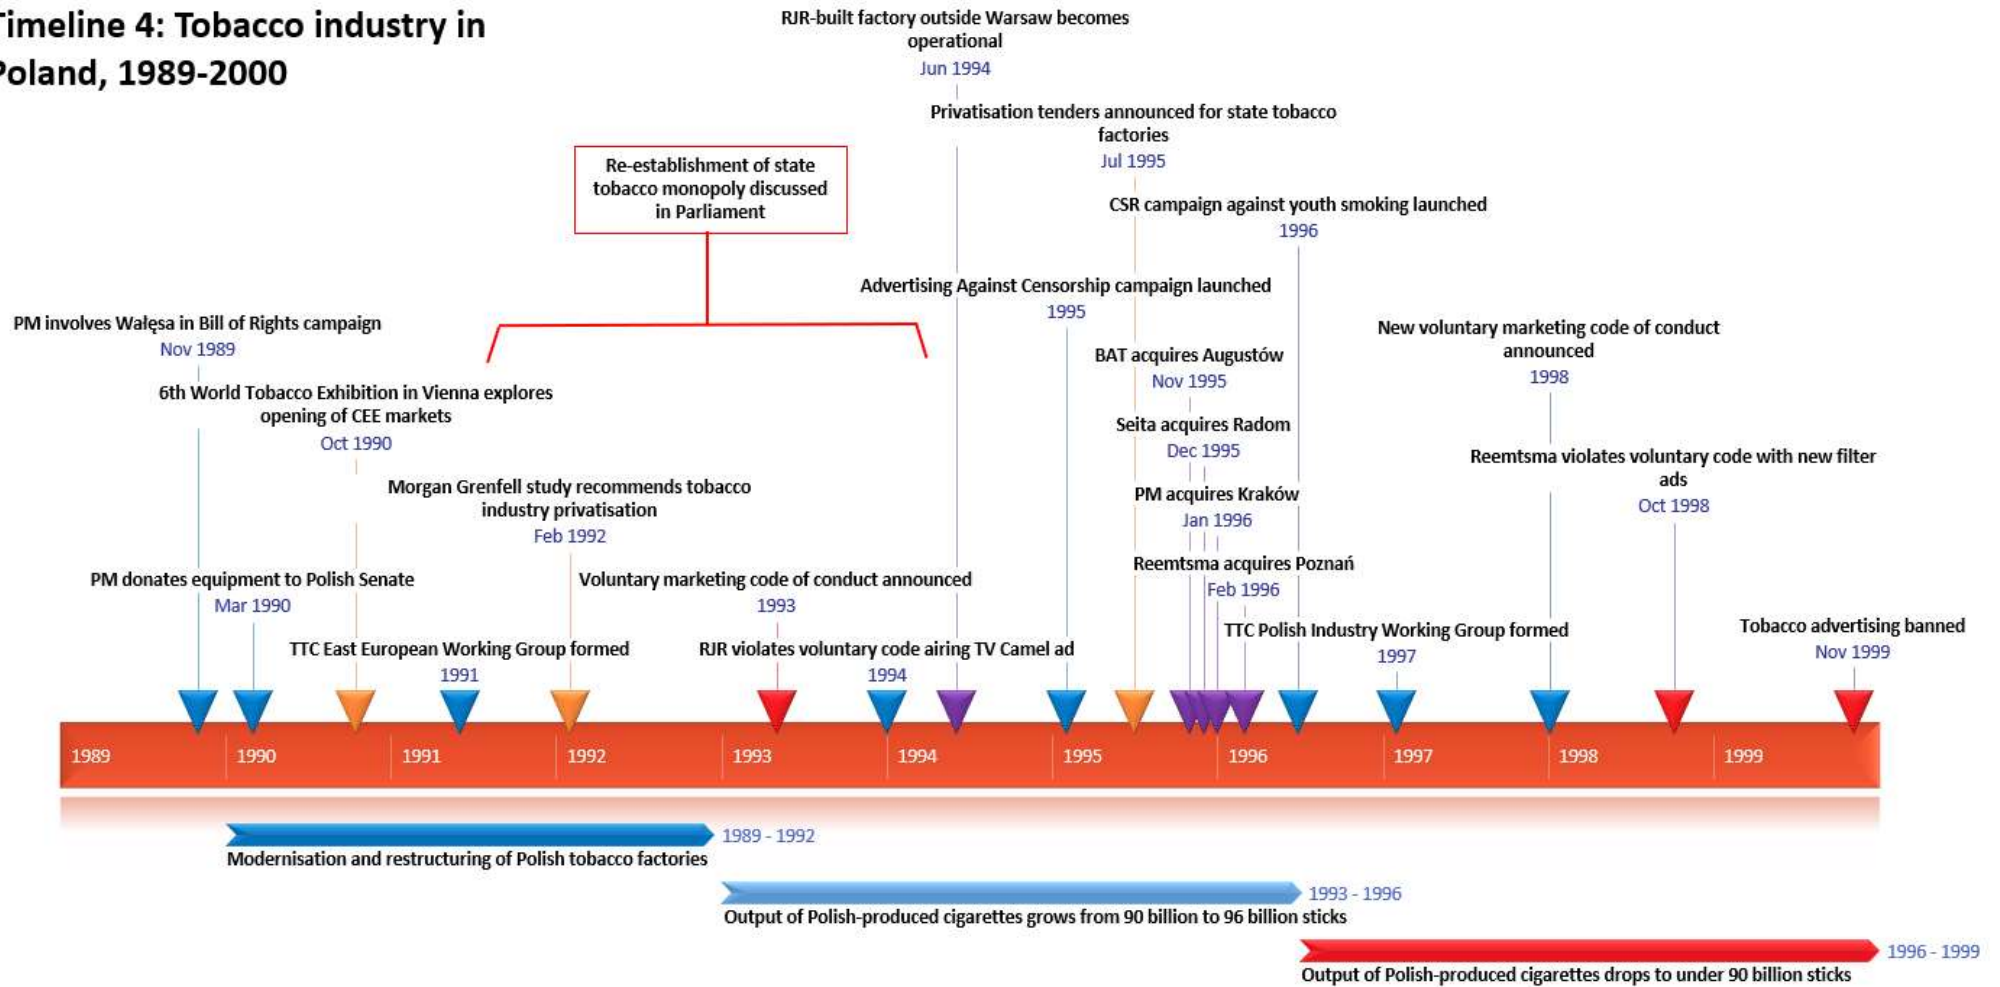 Timeline 4: Tobacco industry in
Poland, 1989-2000
RJR-built factory outside Warsaw becomes
operational
Jun 1994
Privatisation tenders announced for state tobacco
factories
Jul 1995
Re-establishment of state
tobacco monopoly discussed
in Parliament
CSR campaign against youth smoking launched
1996
Advertising Against Censorship campaign launched
1995
PM involves Wałęsa in Bill of Rights campaign
Nov 1989
New voluntary marketing code of conduct
announced
1998
BAT acquires Augustów
Nov 1995
6th World Tobacco Exhibition in Vienna explores
opening of CEE markets
Oct 1990
Seita acquires Radom
Dec 1995
Reemtsma violates voluntary code with new filter
ads
Oct 1998
Morgan Grenfell study recommends tobacco
industry privatisation
Feb 1992
PM acquires Kraków
Jan 1996
Reemtsma acquires Poznań
Feb 1996
PM donates equipment to Polish Senate
Mar 1990
Voluntary marketing code of conduct announced
1993
TTC Polish Industry Working Group formed
1997
Tobacco advertising banned
Nov 1999
TTC East European Working Group formed
1991
RJR violates voluntary code airing TV Camel ad
1994
1989 1990 1991 1992 1993 1994 1995 1996 1997 1998 1999
1989 - 1992
Modernisation and restructuring of Polish tobacco factories
1993 - 1996
Output of Polish-produced cigarettes grows from 90 billion to 96 billion sticks
1996 - 1999
Output of Polish-produced cigarettes drops to under 90 billion sticks